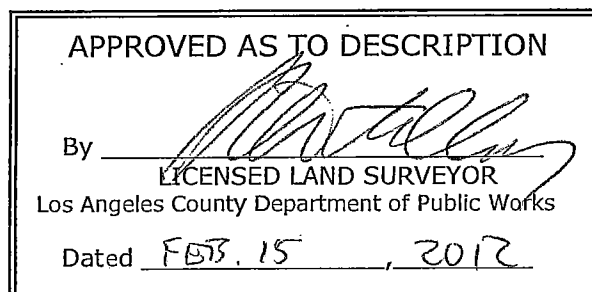 APPROVED AS TO DESCRIPTION
By
LICENSED LAND SURVEYOR
Los Angeles County Department of Public Works
Dated FEB. 15, 2012